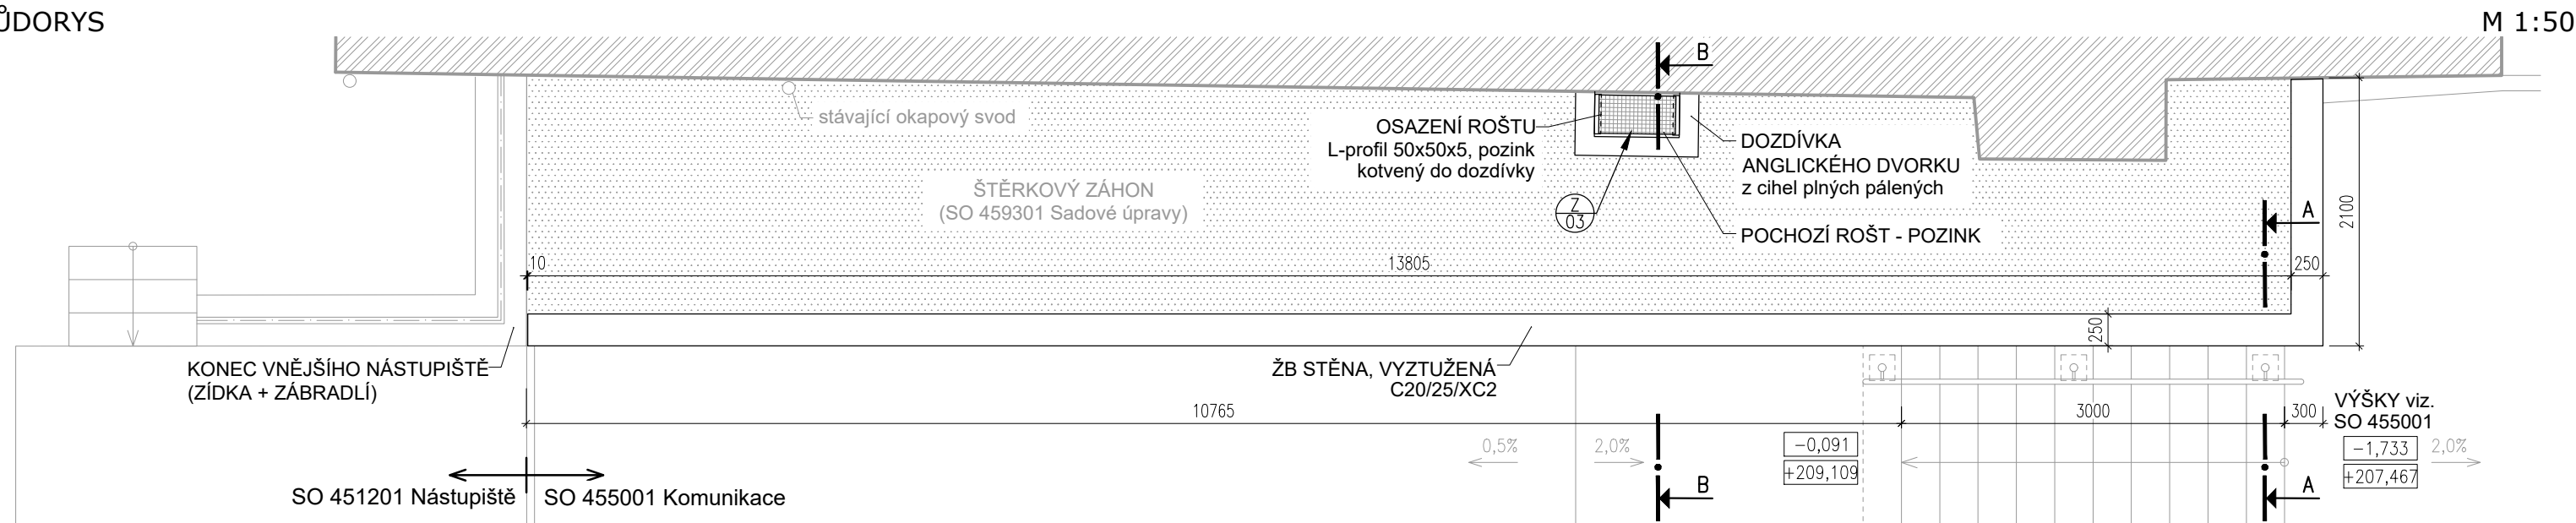 ŮDORYS
M 1:50
B
stávající okapový svod
OSAZENÍ ROŠTU
L-profil 50x50x5, pozink
kotvený do dozdívky
DOZDÍVKA
ANGLICKÉHO DVORKU
z cihel plných pálených
ŠTĚRKOVÝ ZÁHON
(SO 459301 Sadové úpravy)
Z
03
POCHOZÍ ROŠT - POZINK
A
2100
10
13805
250
250
KONEC VNĚJŠÍHO NÁSTUPIŠTĚ
(ZÍDKA + ZÁBRADLÍ)
ŽB STĚNA, VYZTUŽENÁ
C20/25/XC2
10765
3000
300
VÝŠKY viz.
SO 455001
0,5%
2,0%
-0,091
+209,109
-1,733
+207,467
2,0%
SO 451201 Nástupiště
SO 455001 Komunikace
B
A